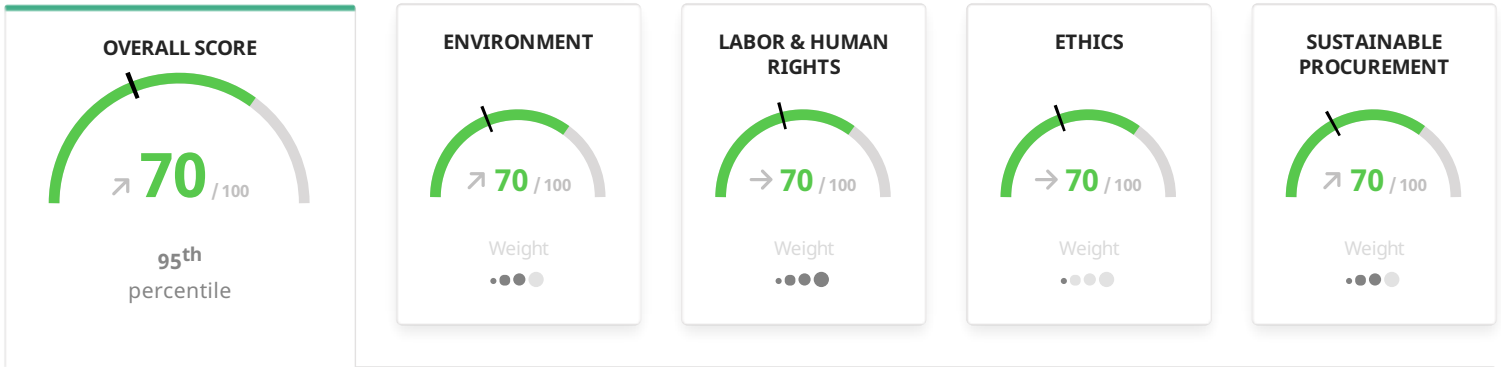 OVERALL SCORE
70 / 100
95th
percentile
ENVIRONMENT
70 / 100
Weight
LABOR & HUMAN
RIGHTS
70 / 100
Weight
ETHICS
70 / 100
Weight
SUSTAINABLE
PROCUREMENT
70 / 100
Weight